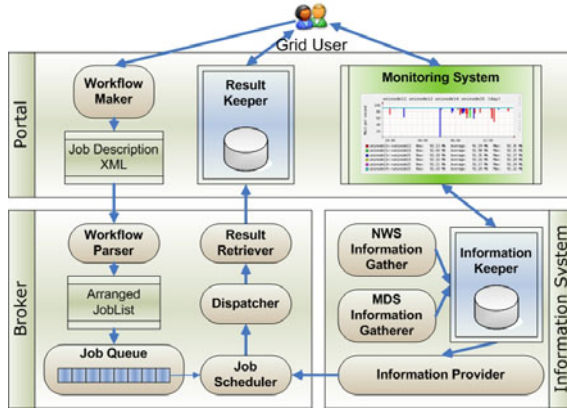 Grid User
Portal
Workflow
Maker
Job Description
XML
Result
Keeper
Monitoring System
Broker
Workflow
Parser
Arranged
JobList
Job Queue
Result
Retriever
Dispatcher
Job
Scheduler
Information System
NWS
Information
Gather
MDS
Information
Gatherer
Information
Keeper
Information Provider